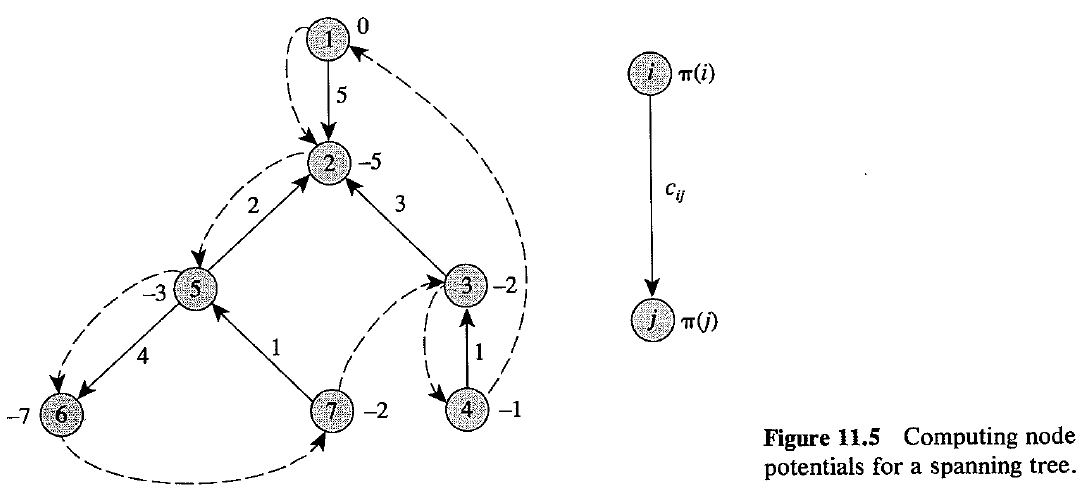 1 0
5
2 –5
2 3
–3 5
3 –2
4 1 1
–7 6
7 –2
4 –1
i π(i)
c_ij
j π(j)
Figure 11.5 Computing node
potentials for a spanning tree.